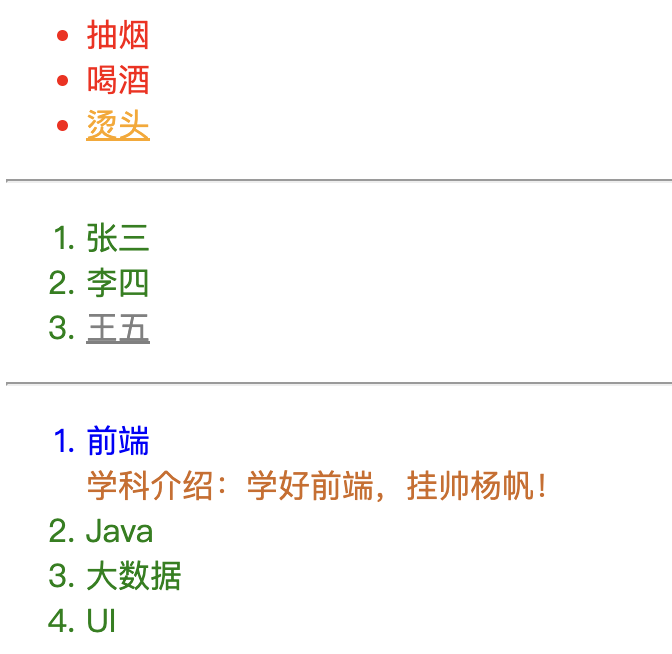 • 抽烟
• 喝酒
• 烫头
1. 张三
2. 李四
3. 王五
1. 前端
学科介绍：学好前端，挂帅杨帆！
2. Java
3. 大数据
4. UI